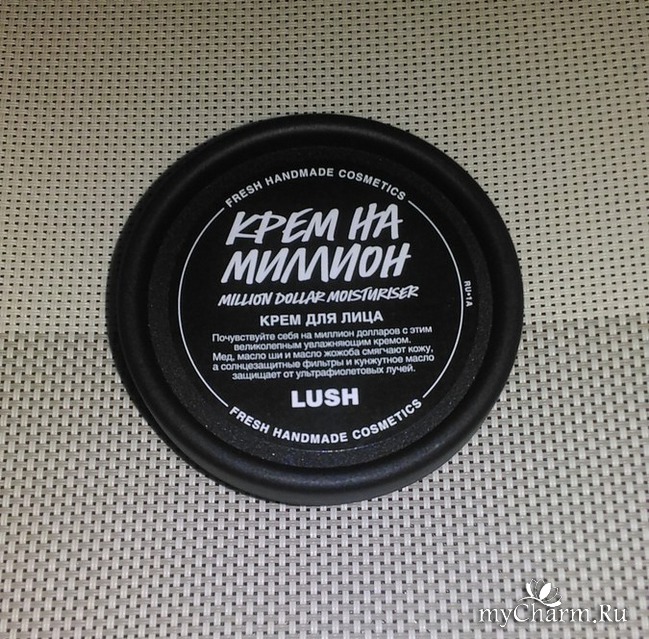 FRESH HANDMADE COSMETICS
КРЕМ НА
МИЛЛИОН
MILLION DOLLAR MOISTURISER
RU•1A
КРЕМ ДЛЯ ЛИЦА
Почувствуйте себя на миллион долларов с этим
великолепным увлажняющим кремом.
Мед, масло ши и масло жожоба смягчают кожу,
а солнцезащитные фильтры и кунжутное масло
защищает от ультрафиолетовых лучей.
LUSH
FRESH HANDMADE COSMETICS
myCharm.Ru